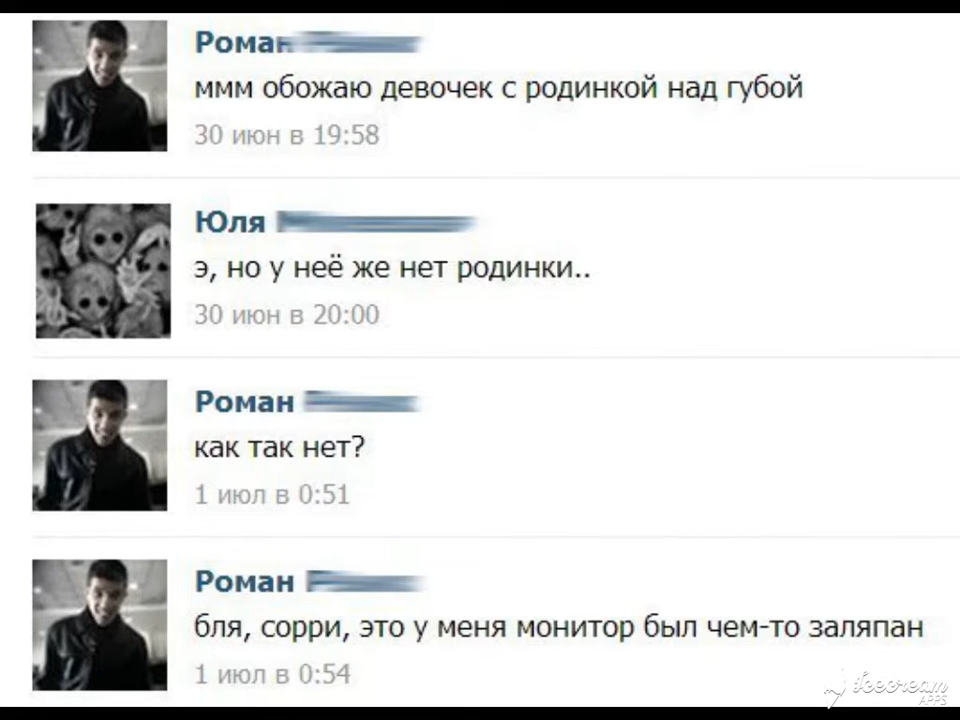 Роман
ммм обожаю девочек с родинкой над губой
30 июн в 19:58
Юля
э, но у неё же нет родинки..
30 июн в 20:00
Роман
как так нет?
1 июл в 0:51
Роман
бля, сорри, это у меня монитор был чем-то заляпан
1 июл в 0:54
Icecream
APPS